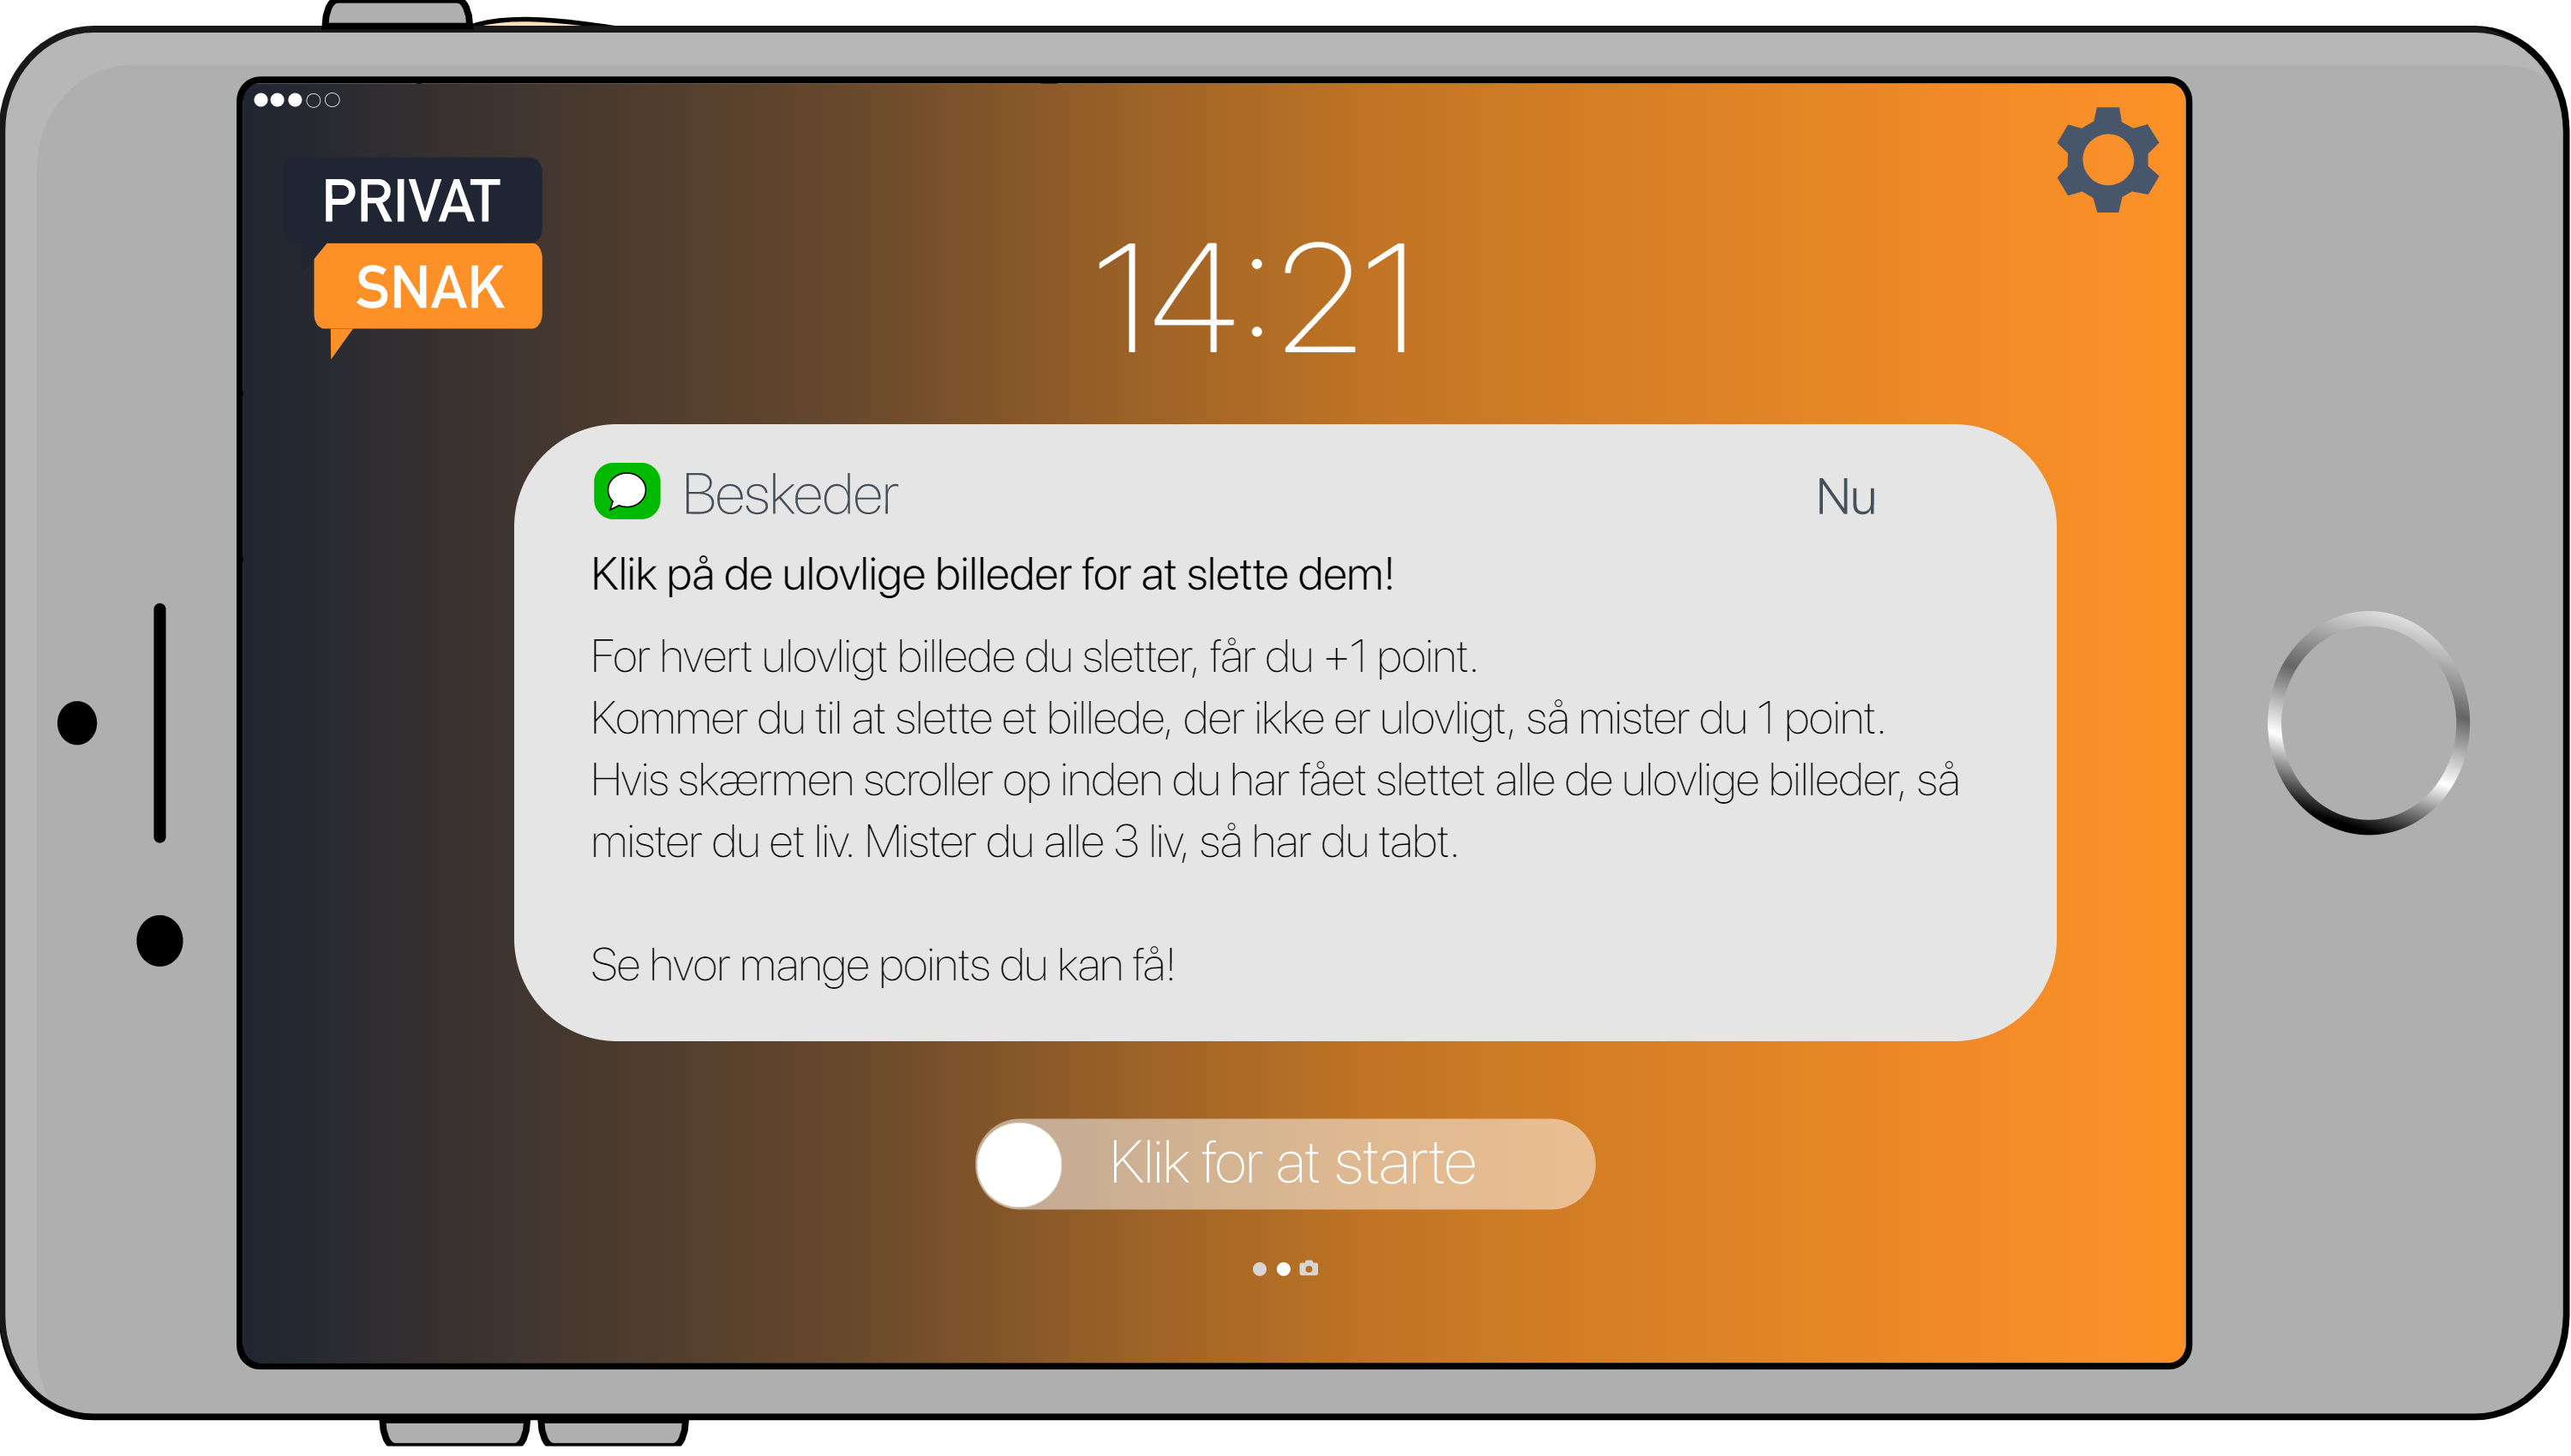 PRIVAT
SNAK
14:21
Beskeder
Nu
Klik på de ulovlige billeder for at slette dem!
For hvert ulovligt billede du sletter, får du +1 point.
Kommer du til at slette et billede, der ikke er ulovligt, så mister du 1 point.
Hvis skærmen scroller op inden du har fået slettet alle de ulovlige billeder, så
mister du et liv. Mister du alle 3 liv, så har du tabt.
Se hvor mange points du kan få!
Klik for at starte